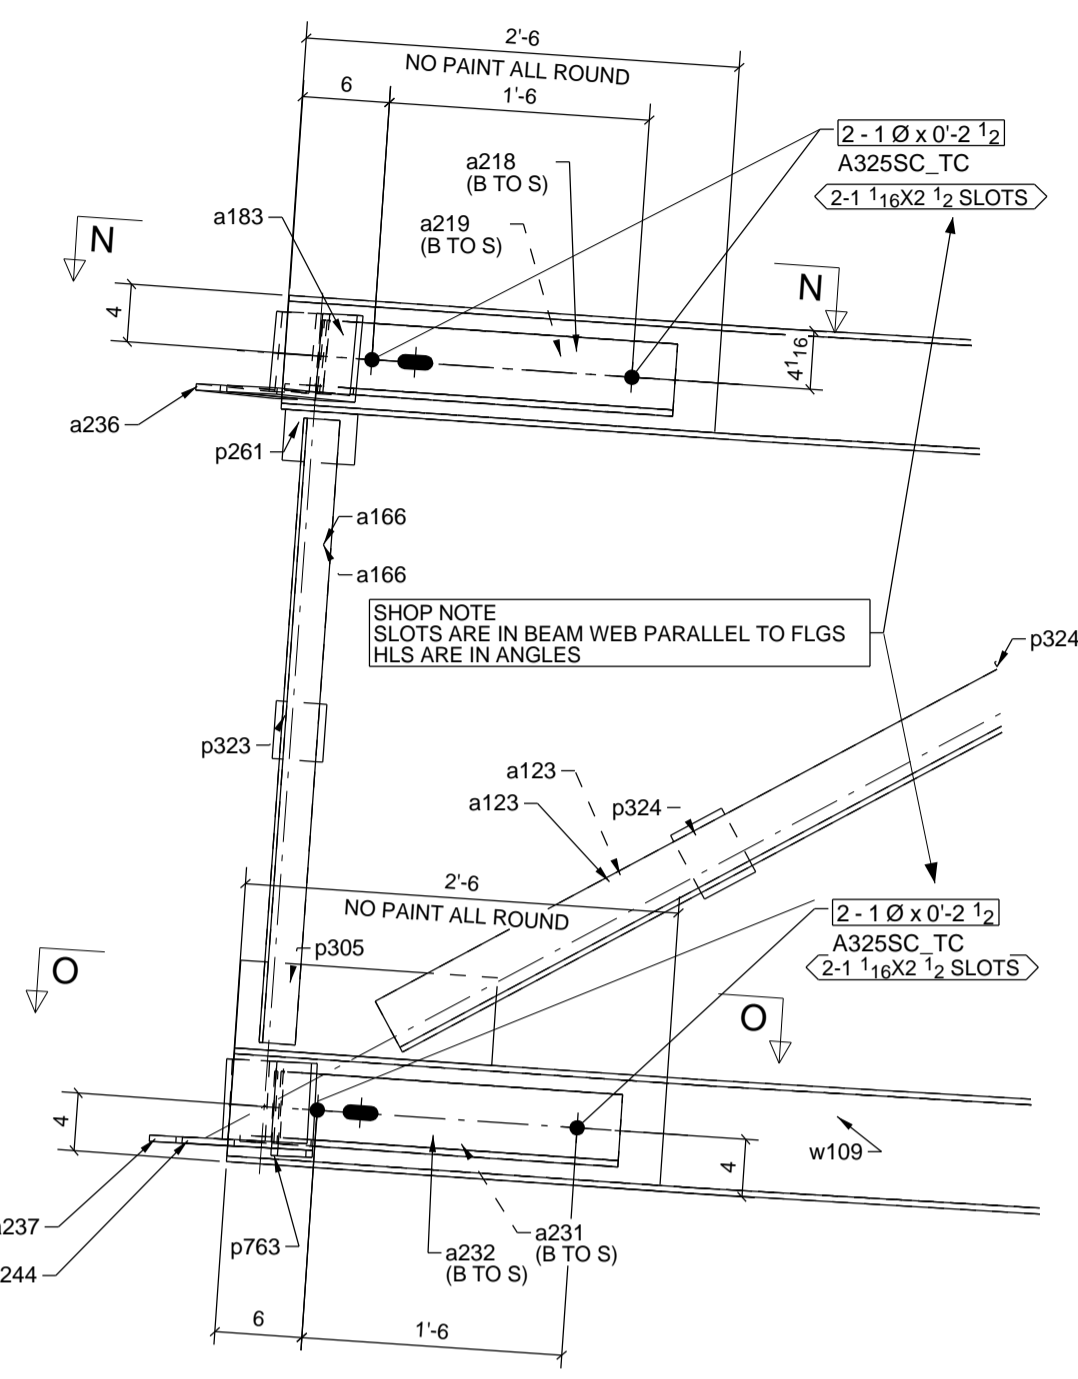 2'-6
NO PAINT ALL ROUND
6
1'-6
2 - 1 Ø x 0'-2 1/2
A325SC_TC
2-1 1/16X2 1/2 SLOTS
a218
(B TO S)
a183
a219
(B TO S)
N
N
4
4 1/16
a236
p261
a166
a166
SHOP NOTE
SLOTS ARE IN BEAM WEB PARALLEL TO FLGS
HLS ARE IN ANGLES
p324
p323
a123
a123
p324
2'-6
NO PAINT ALL ROUND
2 - 1 Ø x 0'-2 1/2
A325SC_TC
2-1 1/16X2 1/2 SLOTS
p305
O
O
4
w109
4
a237
244
p763
a231
(B TO S)
a232
(B TO S)
6
1'-6